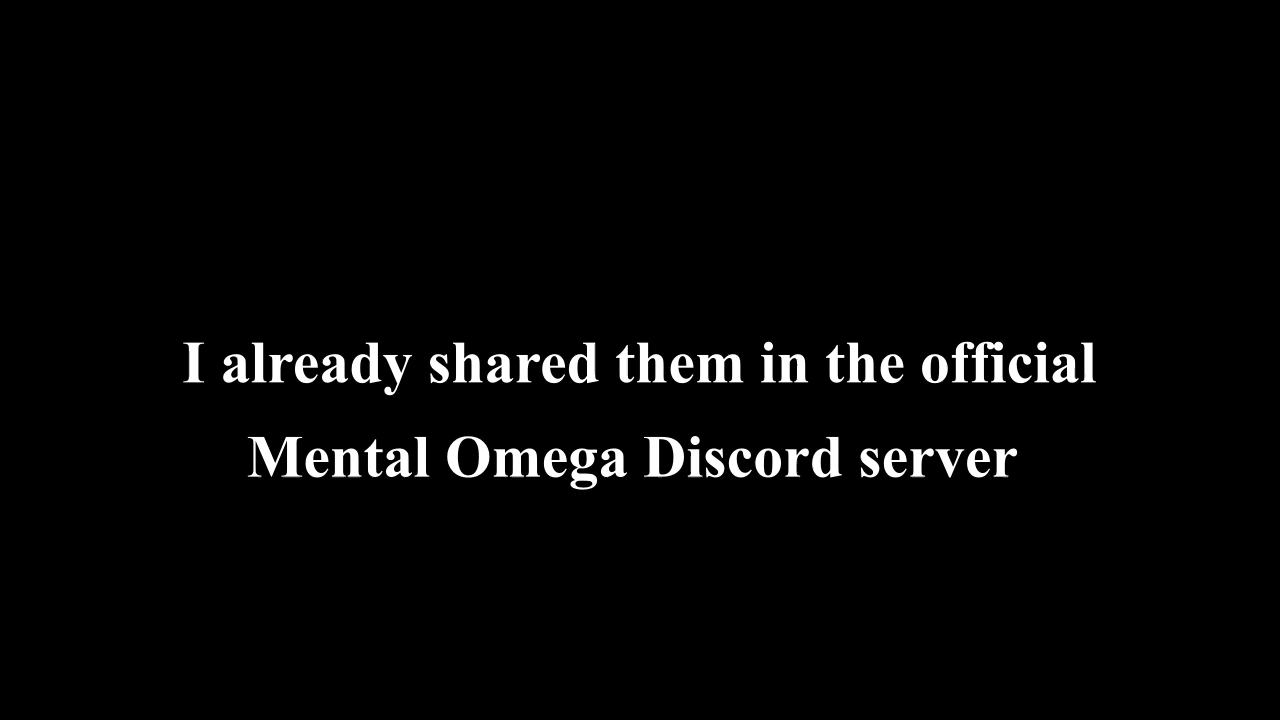 I already shared them in the official
Mental Omega Discord server